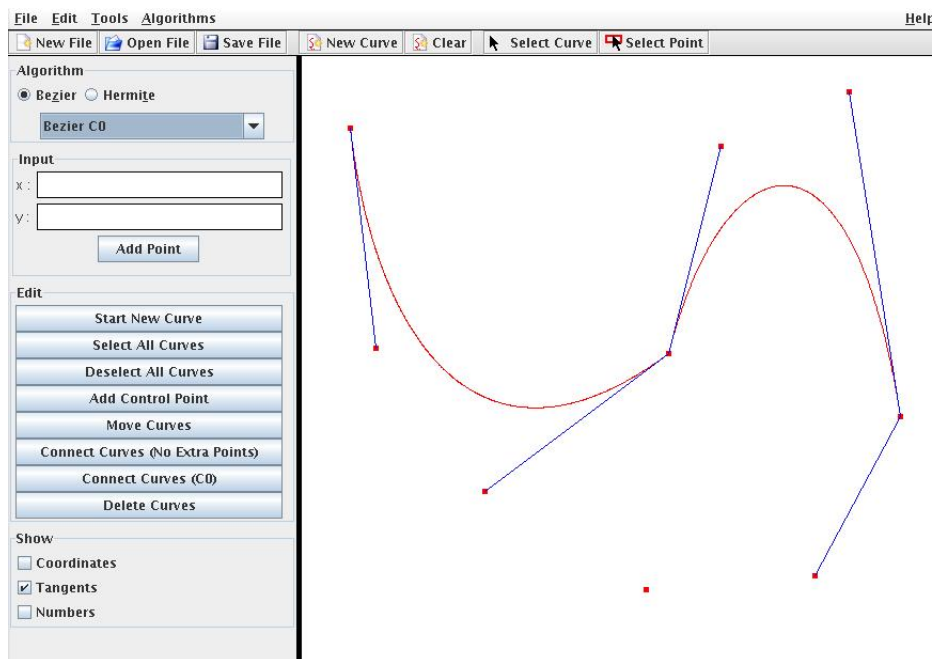 File Edit Tools Algorithms Help
New File Open File Save File New Curve Clear Select Curve Select Point
Algorithm
Bezier Hermite
Bezier C0
Input
x :
y :
Add Point
Edit
Start New Curve
Select All Curves
Deselect All Curves
Add Control Point
Move Curves
Connect Curves (No Extra Points)
Connect Curves (C0)
Delete Curves
Show
Coordinates
Tangents
Numbers